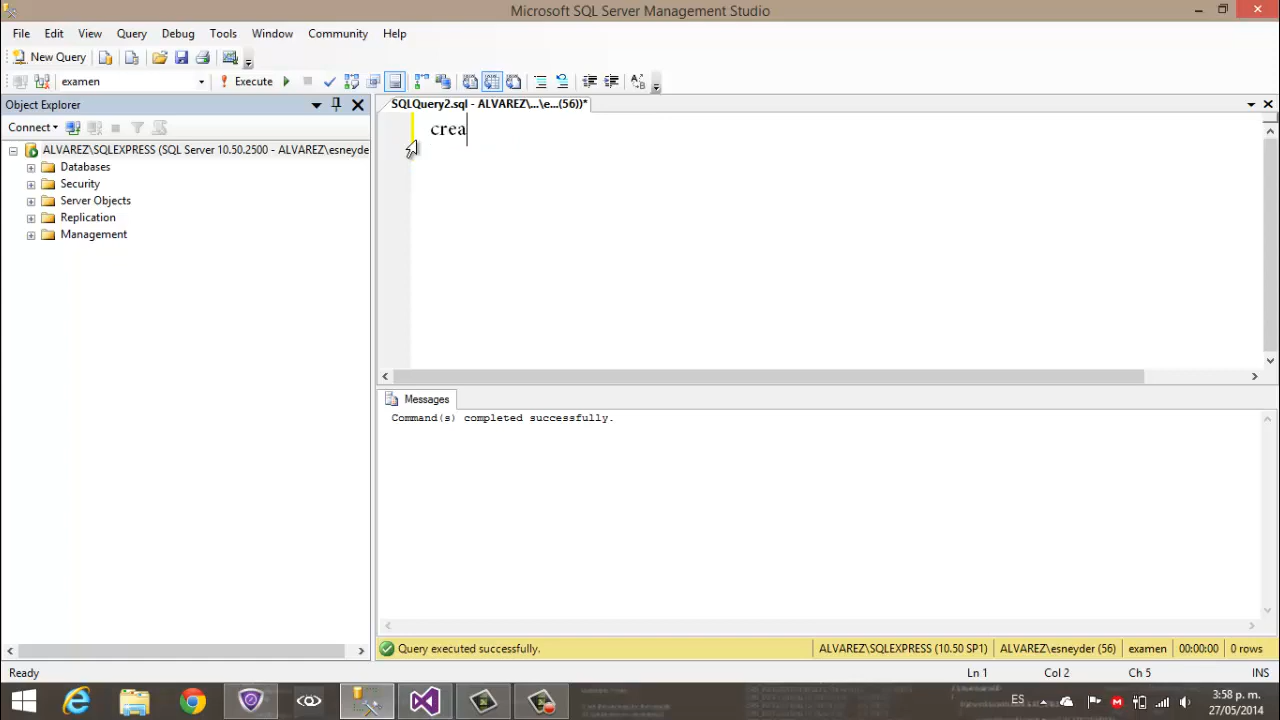 Microsoft SQL Server Management Studio
File Edit View Query Debug Tools Window Community Help
New Query
examen Execute
Object Explorer
SQLQuery2.sql - ALVAREZ\...\e...(56))*
Connect
crea
ALVAREZ\SQLEXPRESS (SQL Server 10.50.2500 - ALVAREZ\esneyde
Databases
Security
Server Objects
Replication
Management
Messages
Command(s) completed successfully.
Query executed successfully. ALVAREZ\SQLEXPRESS (10.50 SP1) ALVAREZ\esneyder (56) examen 00:00:00 0 rows
Ready Ln 1 Col 2 Ch 5 INS
ES 3:58 p. m.
27/05/2014